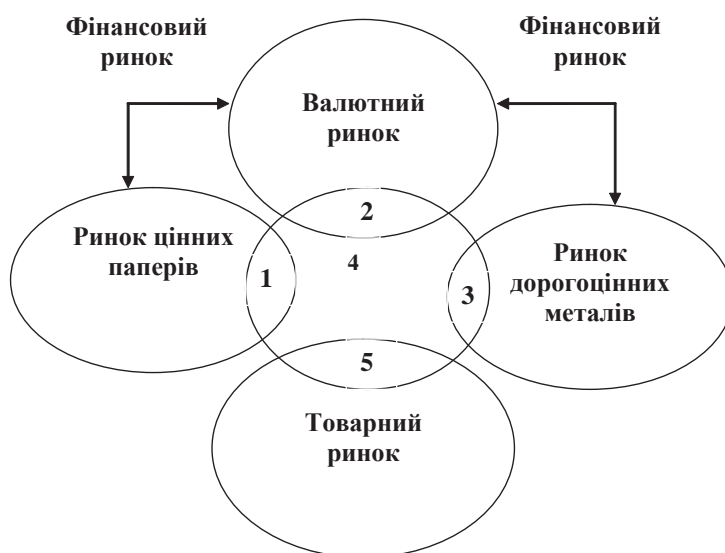 Фінансовий
ринок
Фінансовий
ринок
Валютний
ринок
2
Ринок цінних
паперів
1
4
3
Ринок
дорогоцінних
металів
5
Товарний
ринок